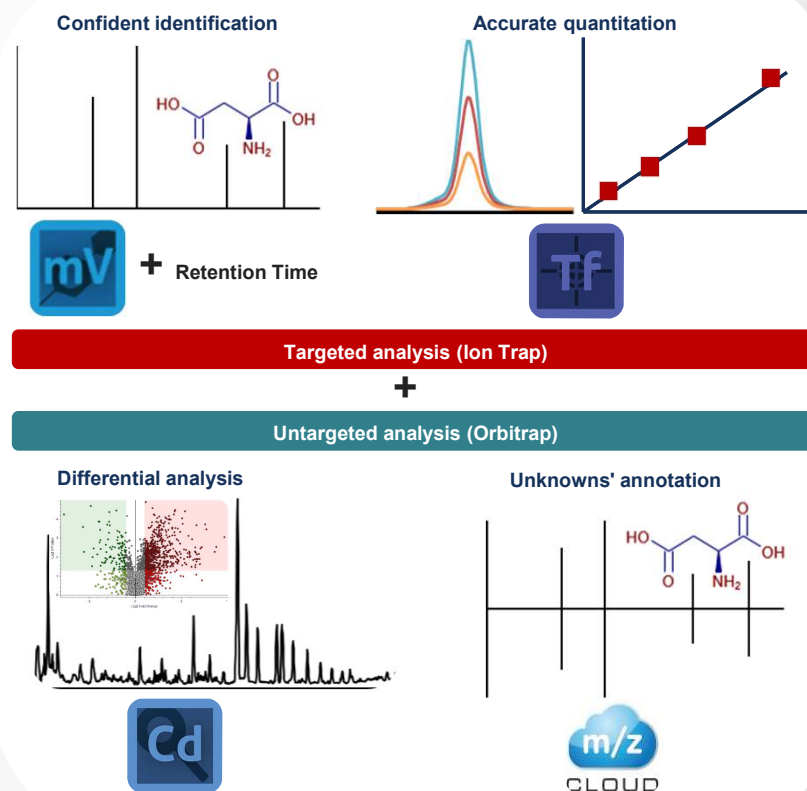 Confident identification
Accurate quantitation
O
HO
OH
O
NH2
mV
+ Retention Time
Tf
Targeted analysis (Ion Trap)
+
Untargeted analysis (Orbitrap)
Differential analysis
Unknowns' annotation
O
HO
OH
O
NH2
Cd
m/z
CLOUD